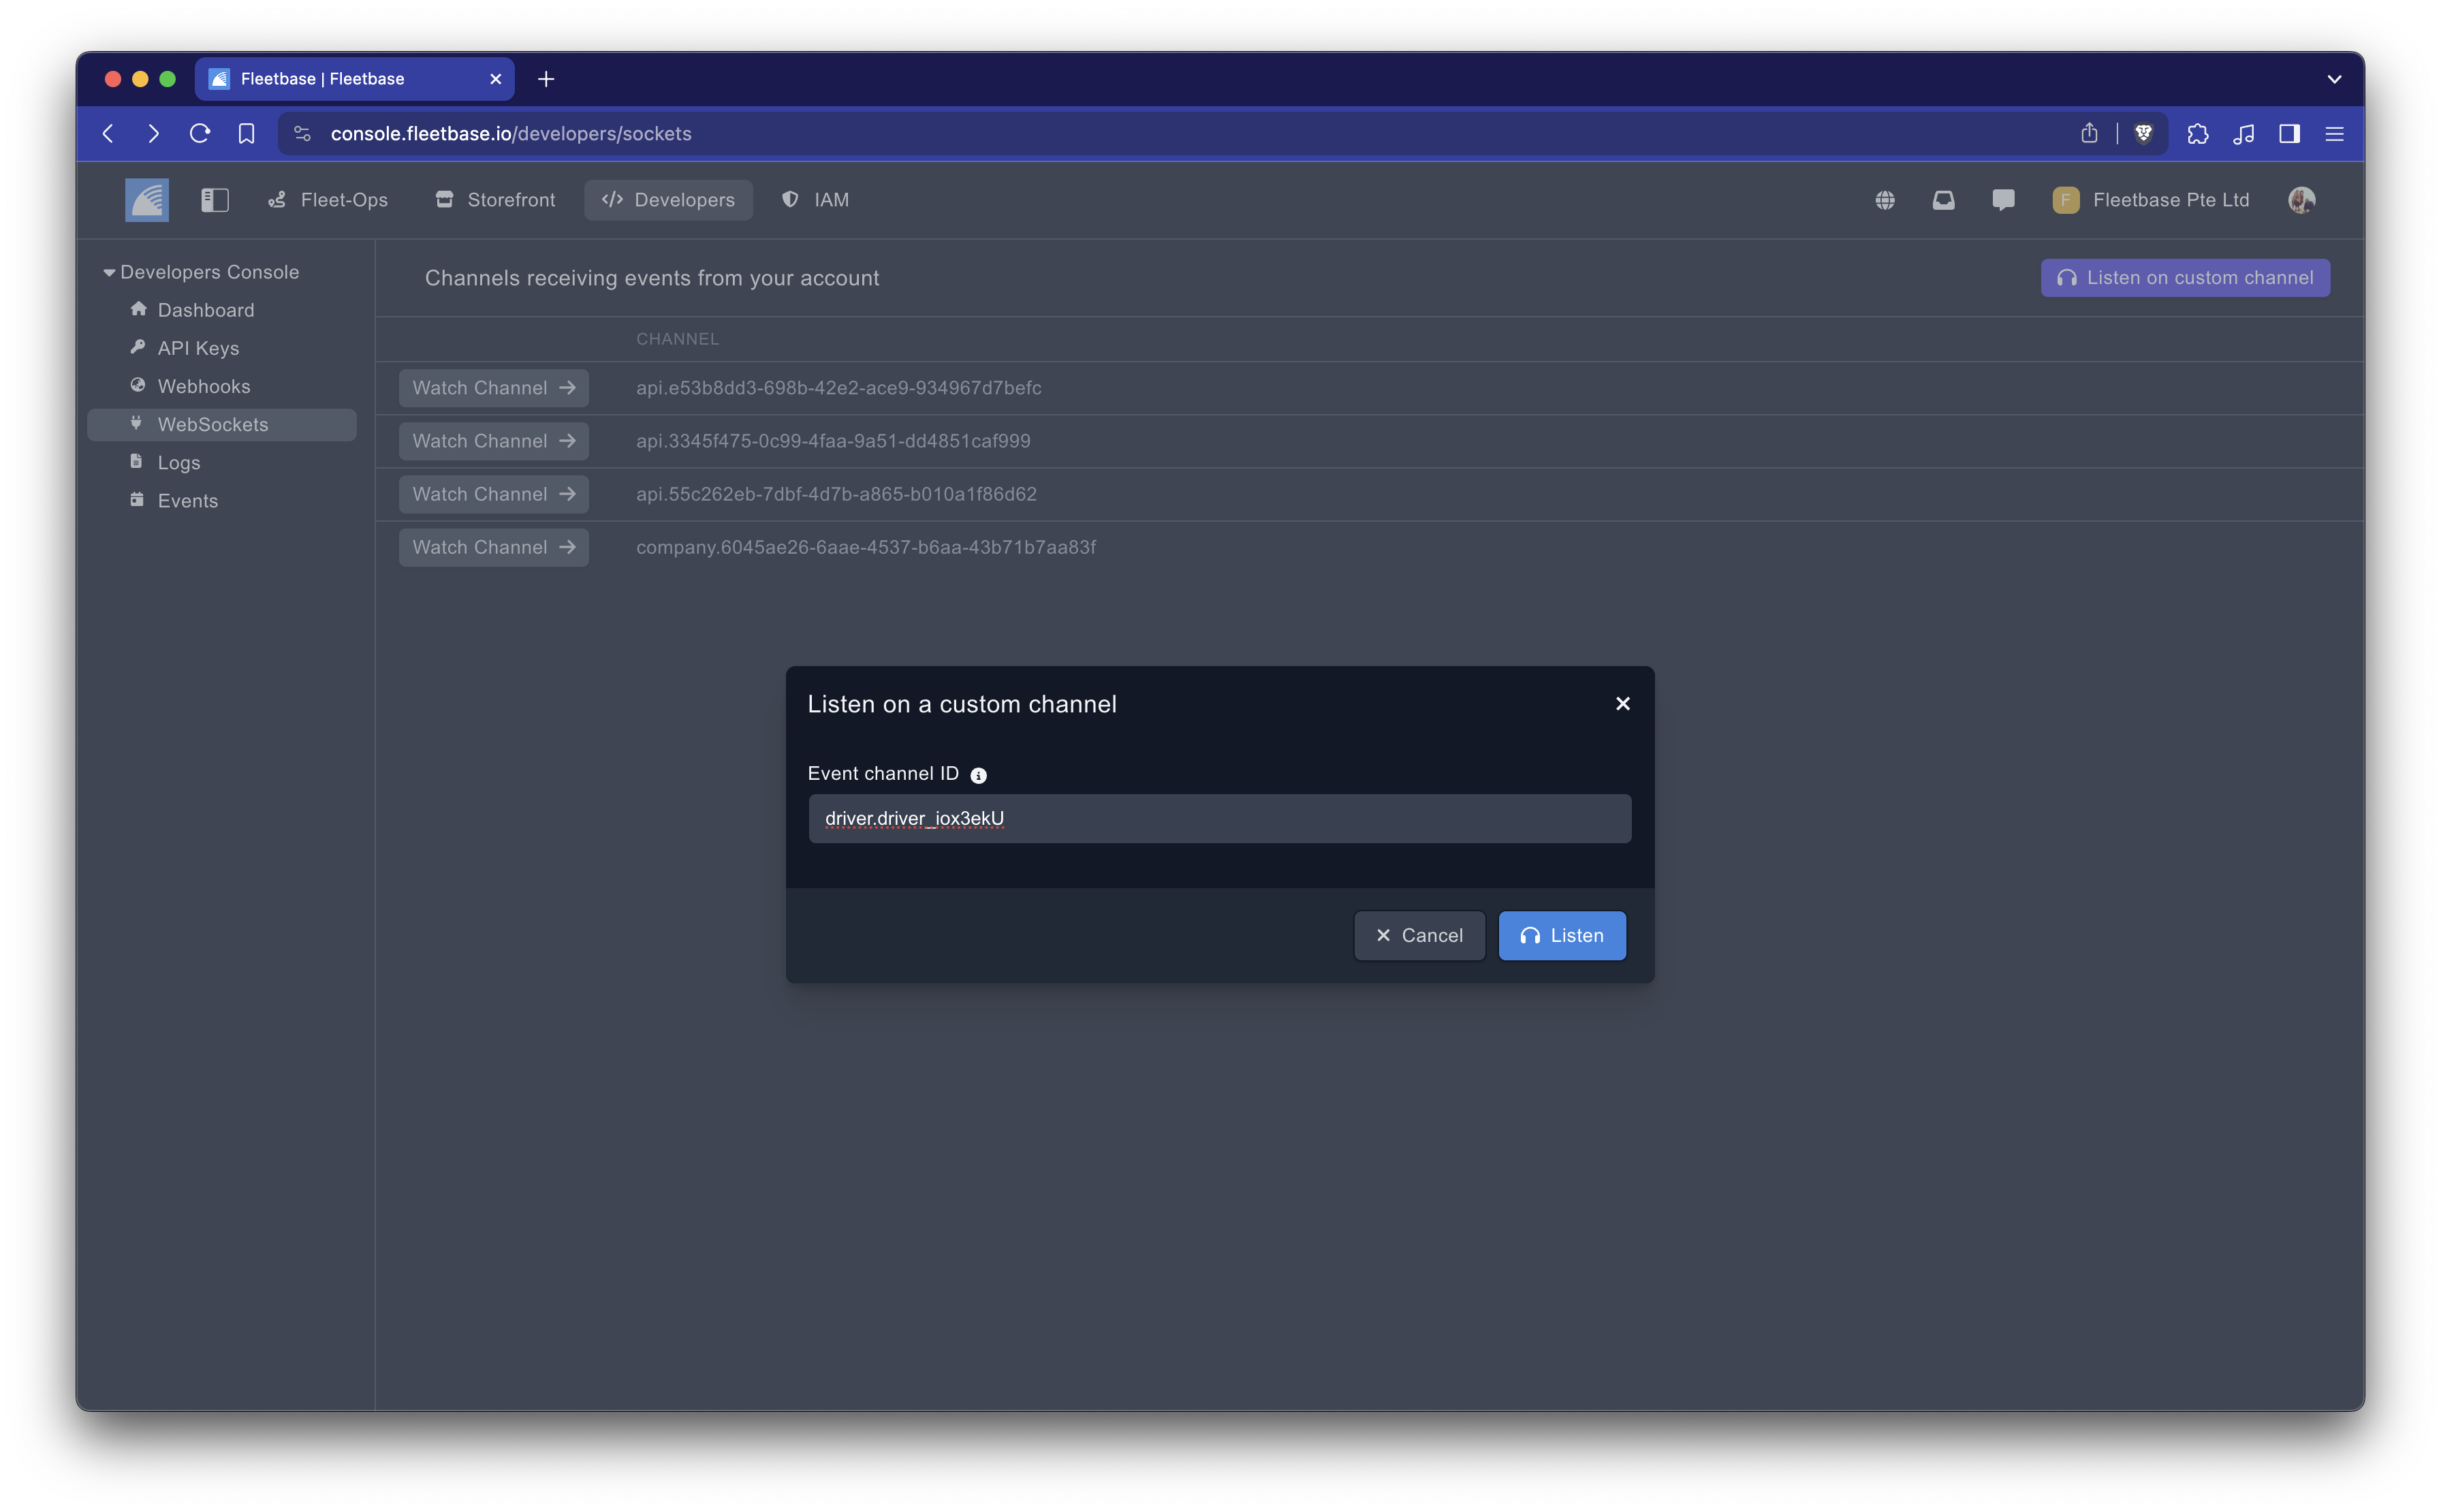 Fleetbase | Fleetbase
console.fleetbase.io/developers/sockets
Fleet-Ops
Storefront
Developers
IAM
F
Fleetbase Pte Ltd
Developers Console
Dashboard
API Keys
Webhooks
WebSockets
Logs
Events
Channels receiving events from your account
Listen on custom channel
CHANNEL
Watch Channel
api.e53b8dd3-698b-42e2-ace9-934967d7befc
Watch Channel
api.3345f475-0c99-4faa-9a51-dd4851caf999
Watch Channel
api.55c262eb-7dbf-4d7b-a865-b010a1f86d62
Watch Channel
company.6045ae26-6aae-4537-b6aa-43b71b7aa83f
Listen on a custom channel
Event channel ID
driver.driver_iox3ekU
Cancel
Listen